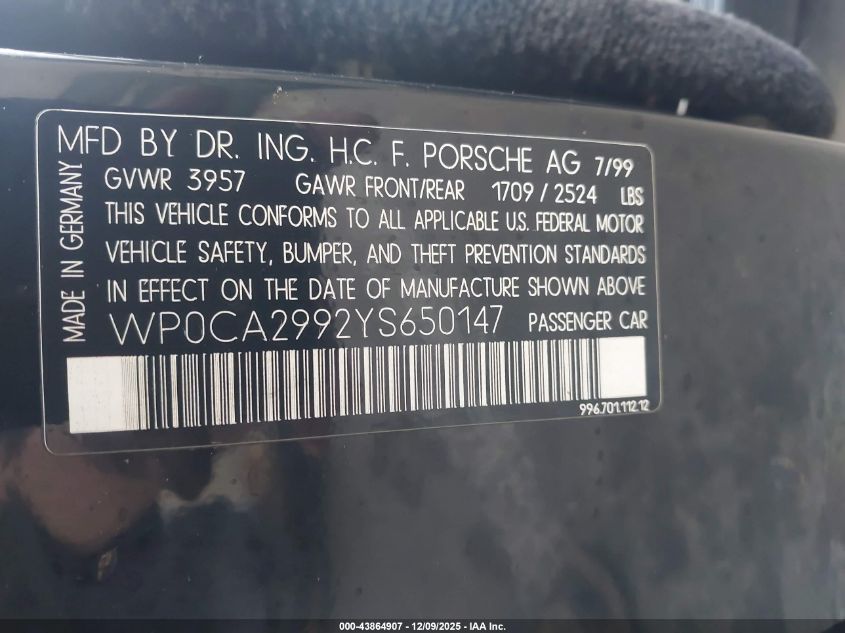 MFD BY DR. ING. H.C. F. PORSCHE AG 7/99
GVWR 3957 GAWR FRONT/REAR 1709 / 2524 LBS
THIS VEHICLE CONFORMS TO ALL APPLICABLE U.S. FEDERAL MOTOR
VEHICLE SAFETY, BUMPER, AND THEFT PREVENTION STANDARDS
IN EFFECT ON THE DATE OF MANUFACTURE SHOWN ABOVE
WP0CA2992YS650147 PASSENGER CAR
MADE IN GERMANY
996.701.112.12
000-43864907 - 12/09/2025 - IAA Inc.